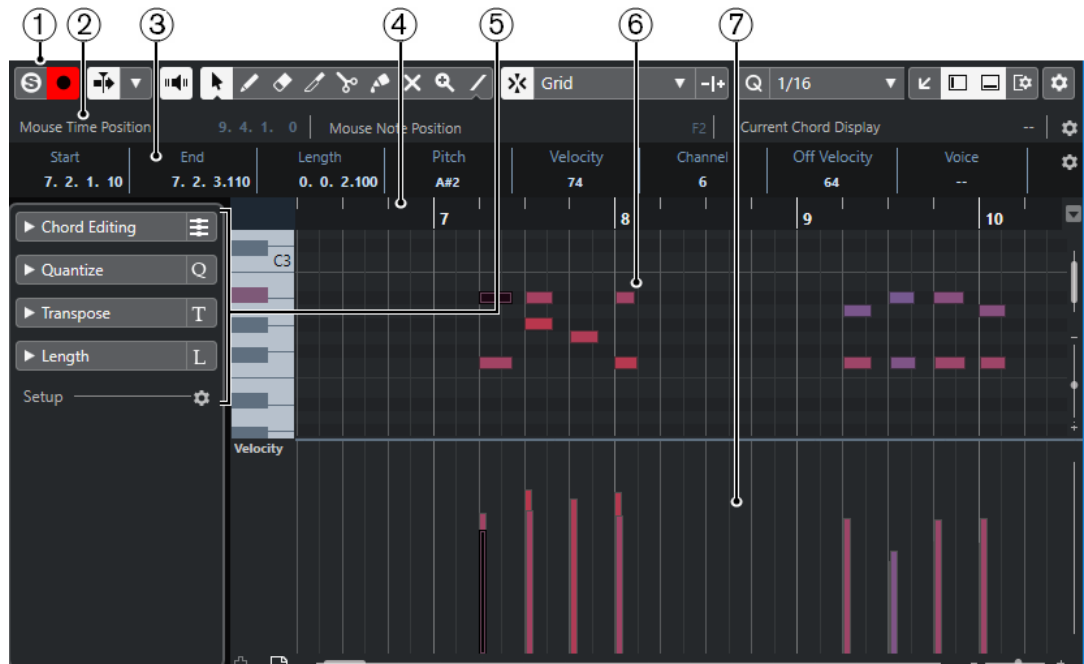 1 2 3 4 5 6 7
S Grid Q 1/16
Mouse Time Position 9. 4. 1. 0 Mouse Note Position F2 Current Chord Display --
Start End Length Pitch Velocity Channel Off Velocity Voice
7. 2. 1. 10 7. 2. 3.110 0. 0. 2.100 A#2 74 6 64 --
7 8 9 10
Chord Editing
C3
Quantize Q
Transpose T
Length L
Setup
Velocity